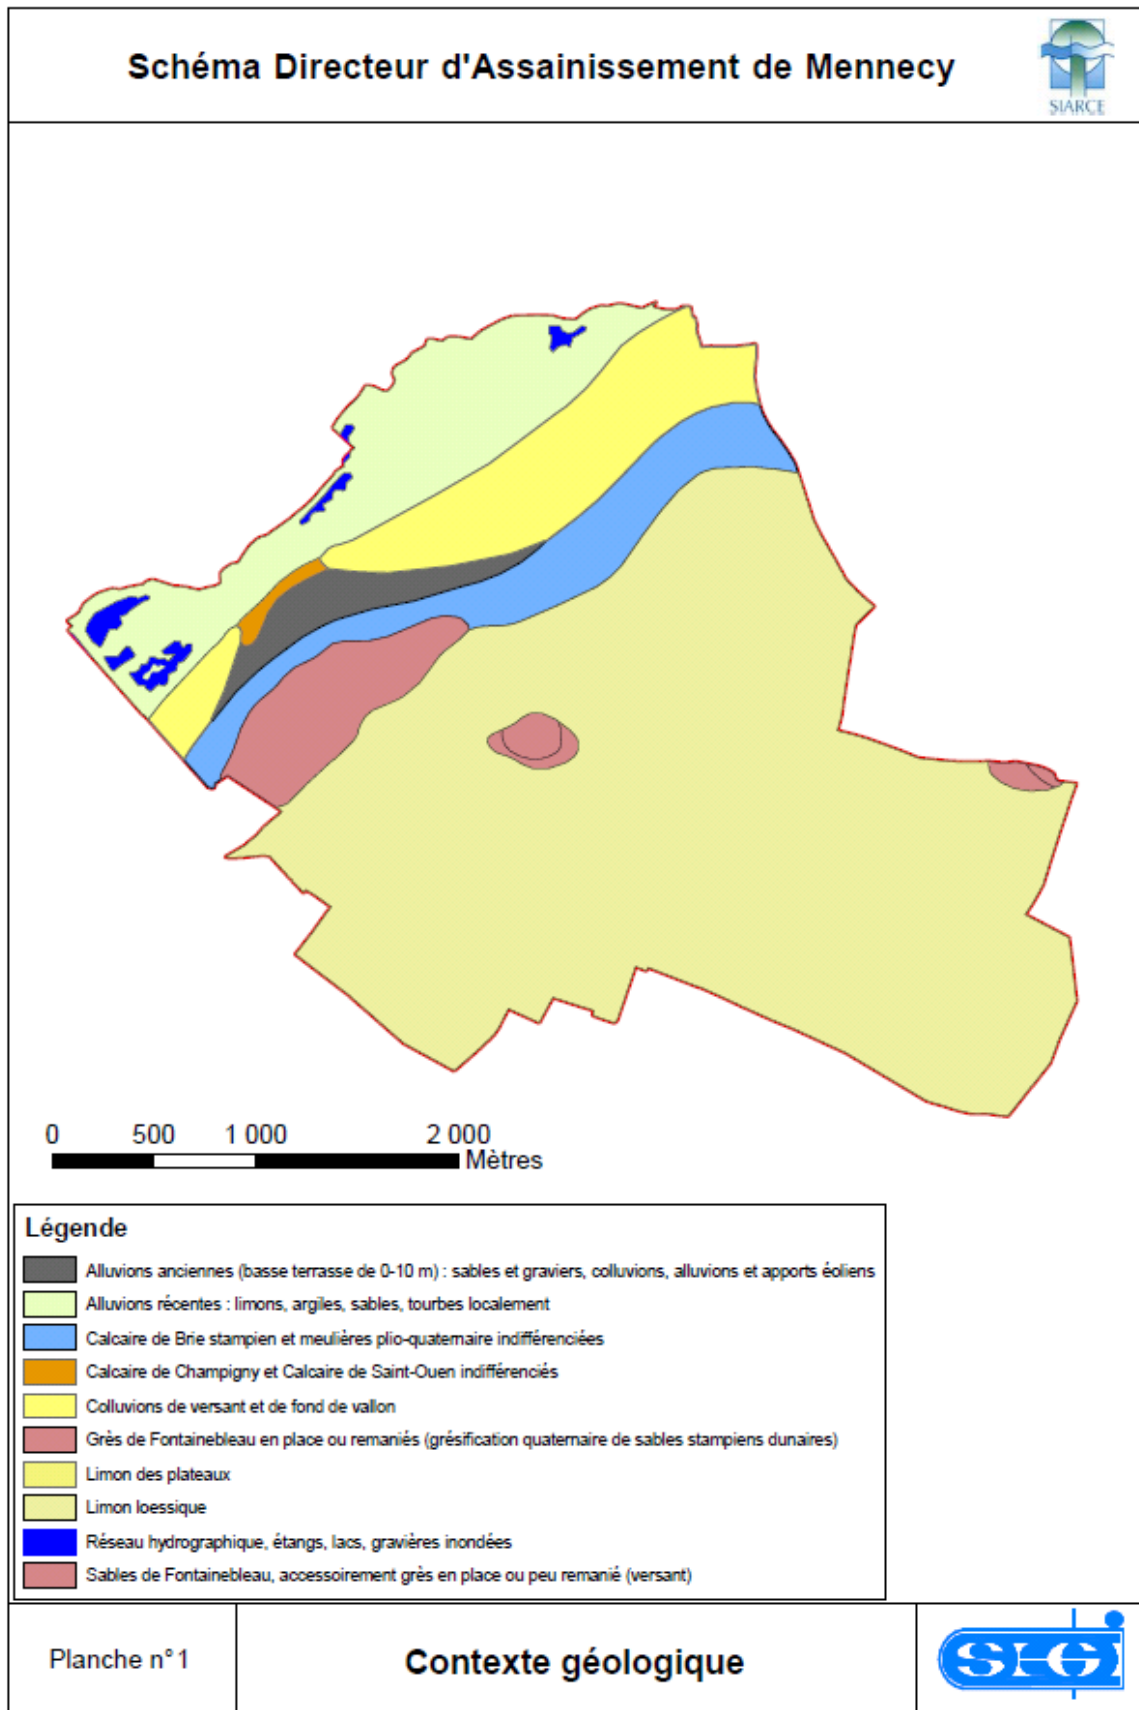 Schéma Directeur d'Assainissement de Mennecy
SIARCE
0 500 1 000 2 000
Mètres
Légende
Alluvions anciennes (basse terrasse de 0-10 m) : sables et graviers, colluvions, alluvions et apports éoliens
Alluvions récentes : limons, argiles, sables, tourbes localement
Calcaire de Brie stampien et meulières plio-quaternaire indifférenciées
Calcaire de Champigny et Calcaire de Saint-Ouen indifférenciés
Colluvions de versant et de fond de vallon
Grès de Fontainebleau en place ou remaniés (grésification quaternaire de sables stampiens dunaires)
Limon des plateaux
Limon loessique
Réseau hydrographique, étangs, lacs, gravières inondées
Sables de Fontainebleau, accessoirement grès en place ou peu remanié (versant)
Planche n°1
Contexte géologique